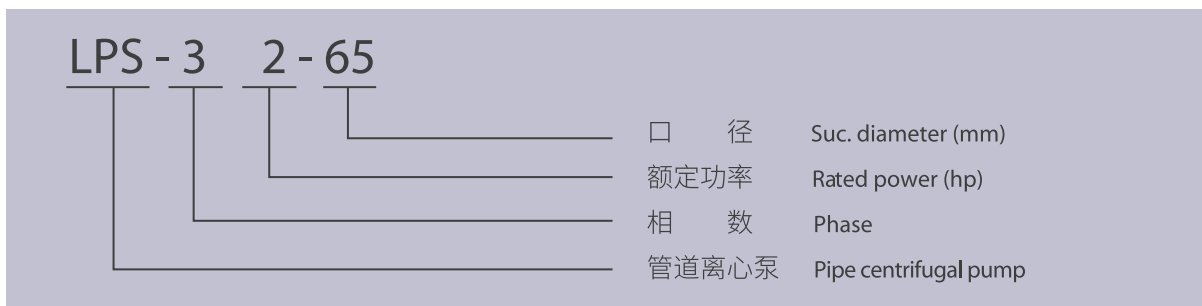 LPS - 3 2 - 65
口 径 Suc. diameter (mm)
额定功率 Rated power (hp)
相 数 Phase
管道离心泵 Pipe centrifugal pump